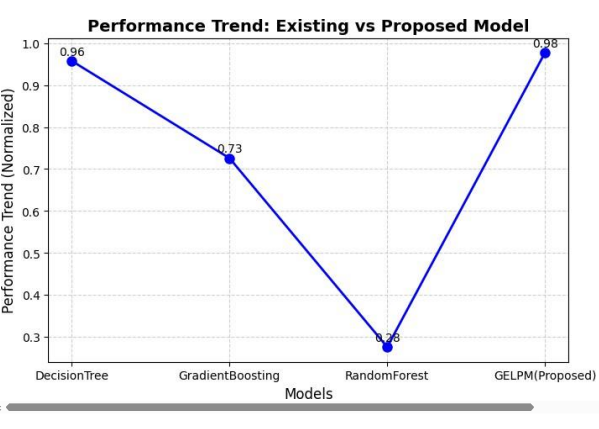 Performance Trend: Existing vs Proposed Model
Performance Trend (Normalized)
1.0
0.9
0.8
0.7
0.6
0.5
0.4
0.3
0.96
0.73
0.28
0.98
DecisionTree
GradientBoosting
RandomForest
GELPM(Proposed)
Models